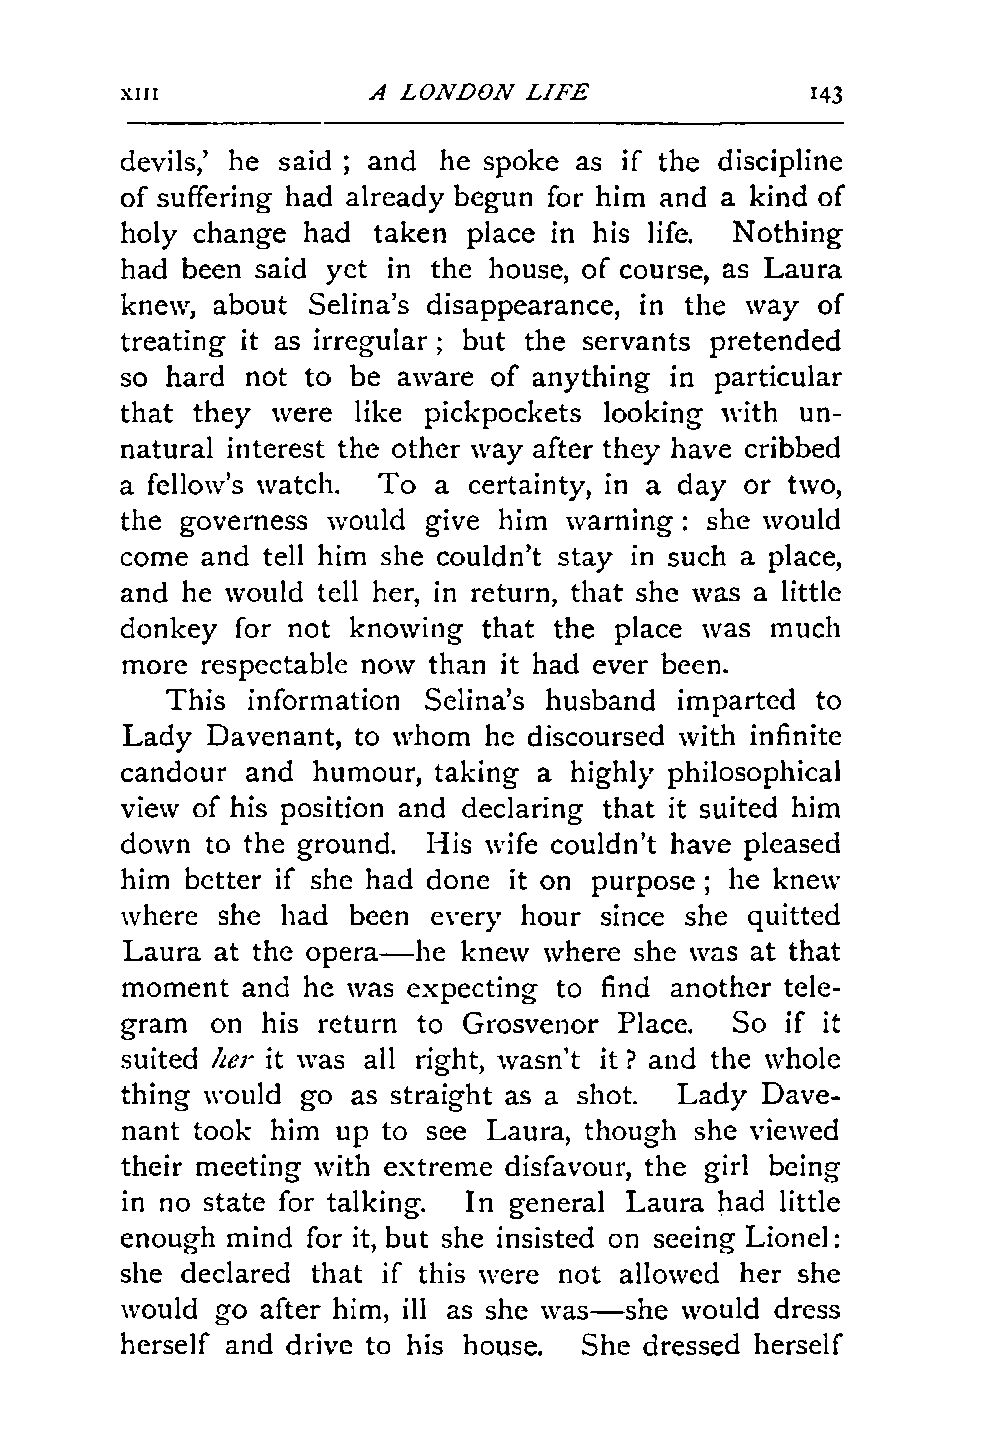 XIII A LONDON LIFE 143
devils,' he said ; and he spoke as if the discipline
of suffering had already begun for him and a kind of
holy change had taken place in his life. Nothing
had been said yet in the house, of course, as Laura
knew, about Selina's disappearance, in the way of
treating it as irregular ; but the servants pretended
so hard not to be aware of anything in particular
that they were like pickpockets looking with un-
natural interest the other way after they have cribbed
a fellow's watch. To a certainty, in a day or two,
the governess would give him warning : she would
come and tell him she couldn't stay in such a place,
and he would tell her, in return, that she was a little
donkey for not knowing that the place was much
more respectable now than it had ever been.
This information Selina's husband imparted to
Lady Davenant, to whom he discoursed with infinite
candour and humour, taking a highly philosophical
view of his position and declaring that it suited him
down to the ground. His wife couldn't have pleased
him better if she had done it on purpose ; he knew
where she had been every hour since she quitted
Laura at the opera—he knew where she was at that
moment and he was expecting to find another tele-
gram on his return to Grosvenor Place. So if it
suited her it was all right, wasn't it ? and the whole
thing would go as straight as a shot. Lady Dave-
nant took him up to see Laura, though she viewed
their meeting with extreme disfavour, the girl being
in no state for talking. In general Laura had little
enough mind for it, but she insisted on seeing Lionel :
she declared that if this were not allowed her she
would go after him, ill as she was—she would dress
herself and drive to his house. She dressed herself